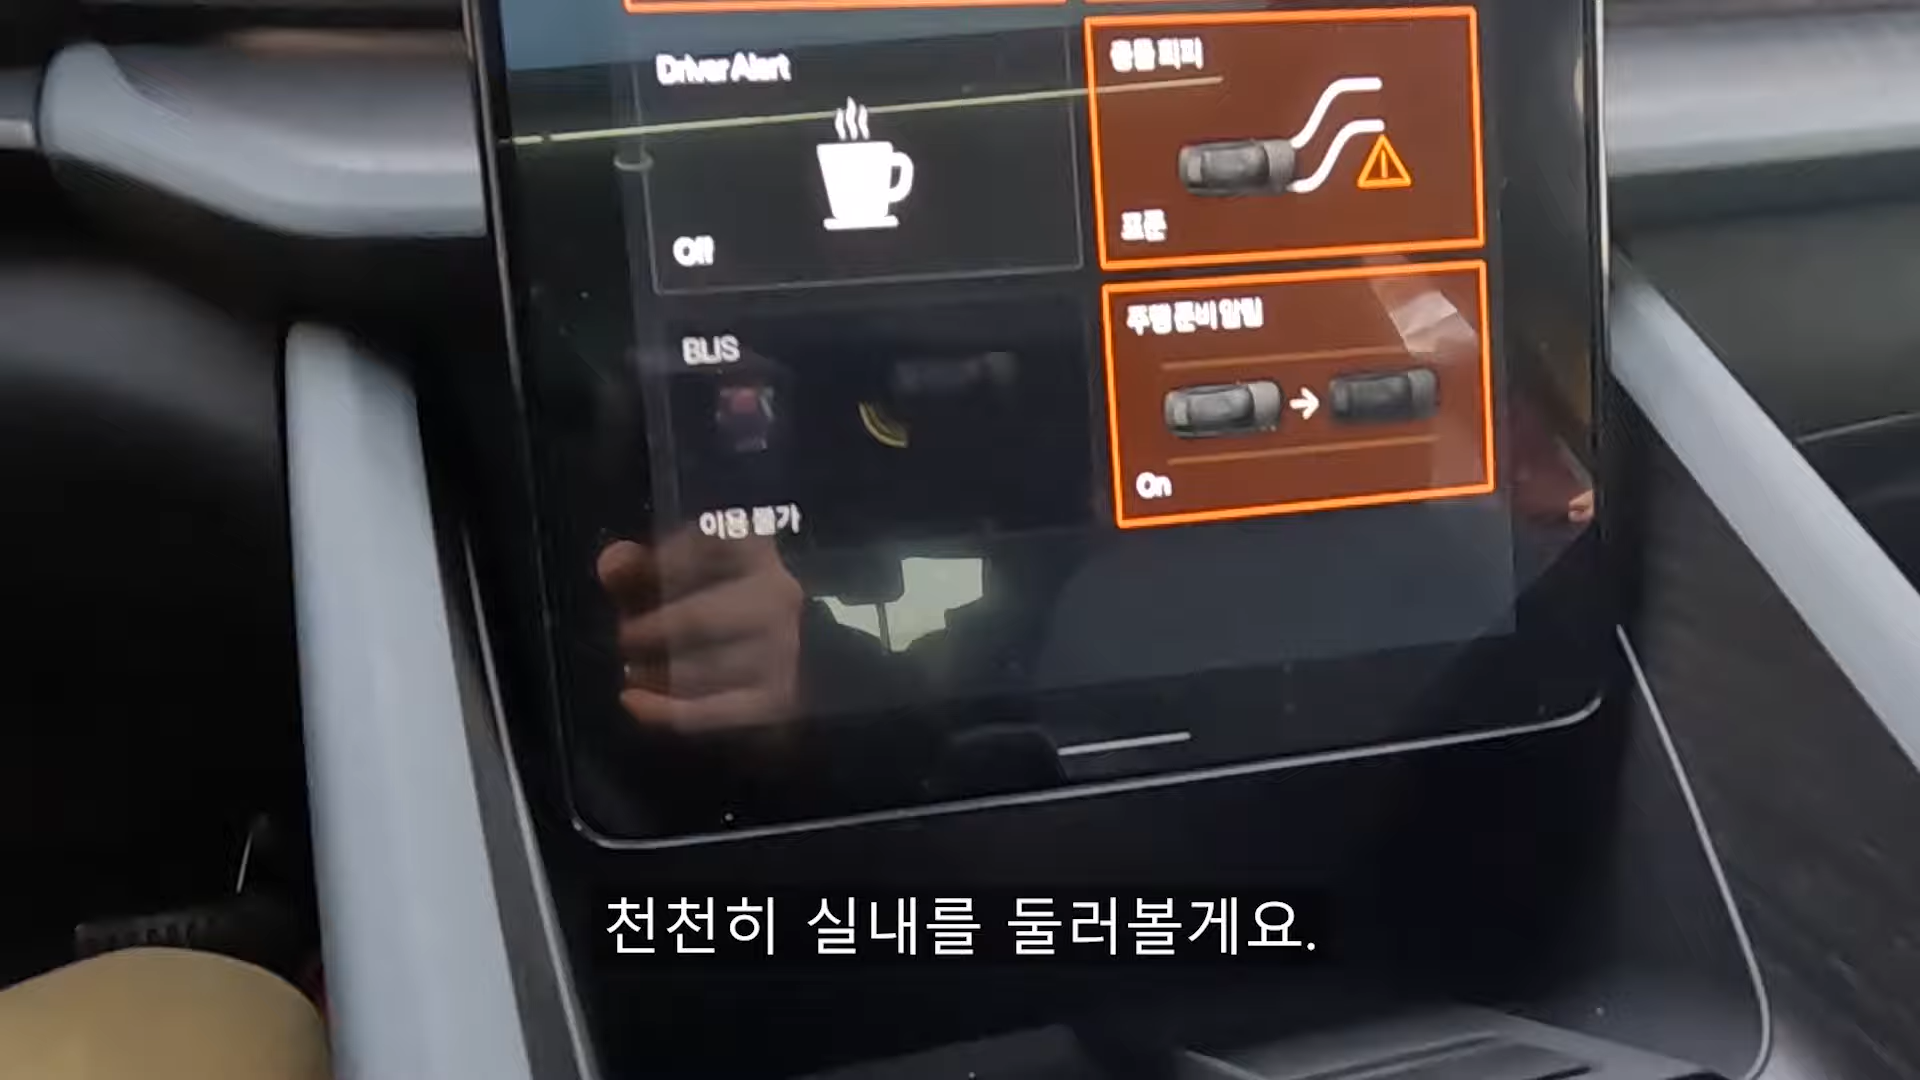 Driver Alert
Off
충돌 회피
표준
BLIS
이용 불가
주행 준비 알림
On
천천히 실내를 둘러볼게요.